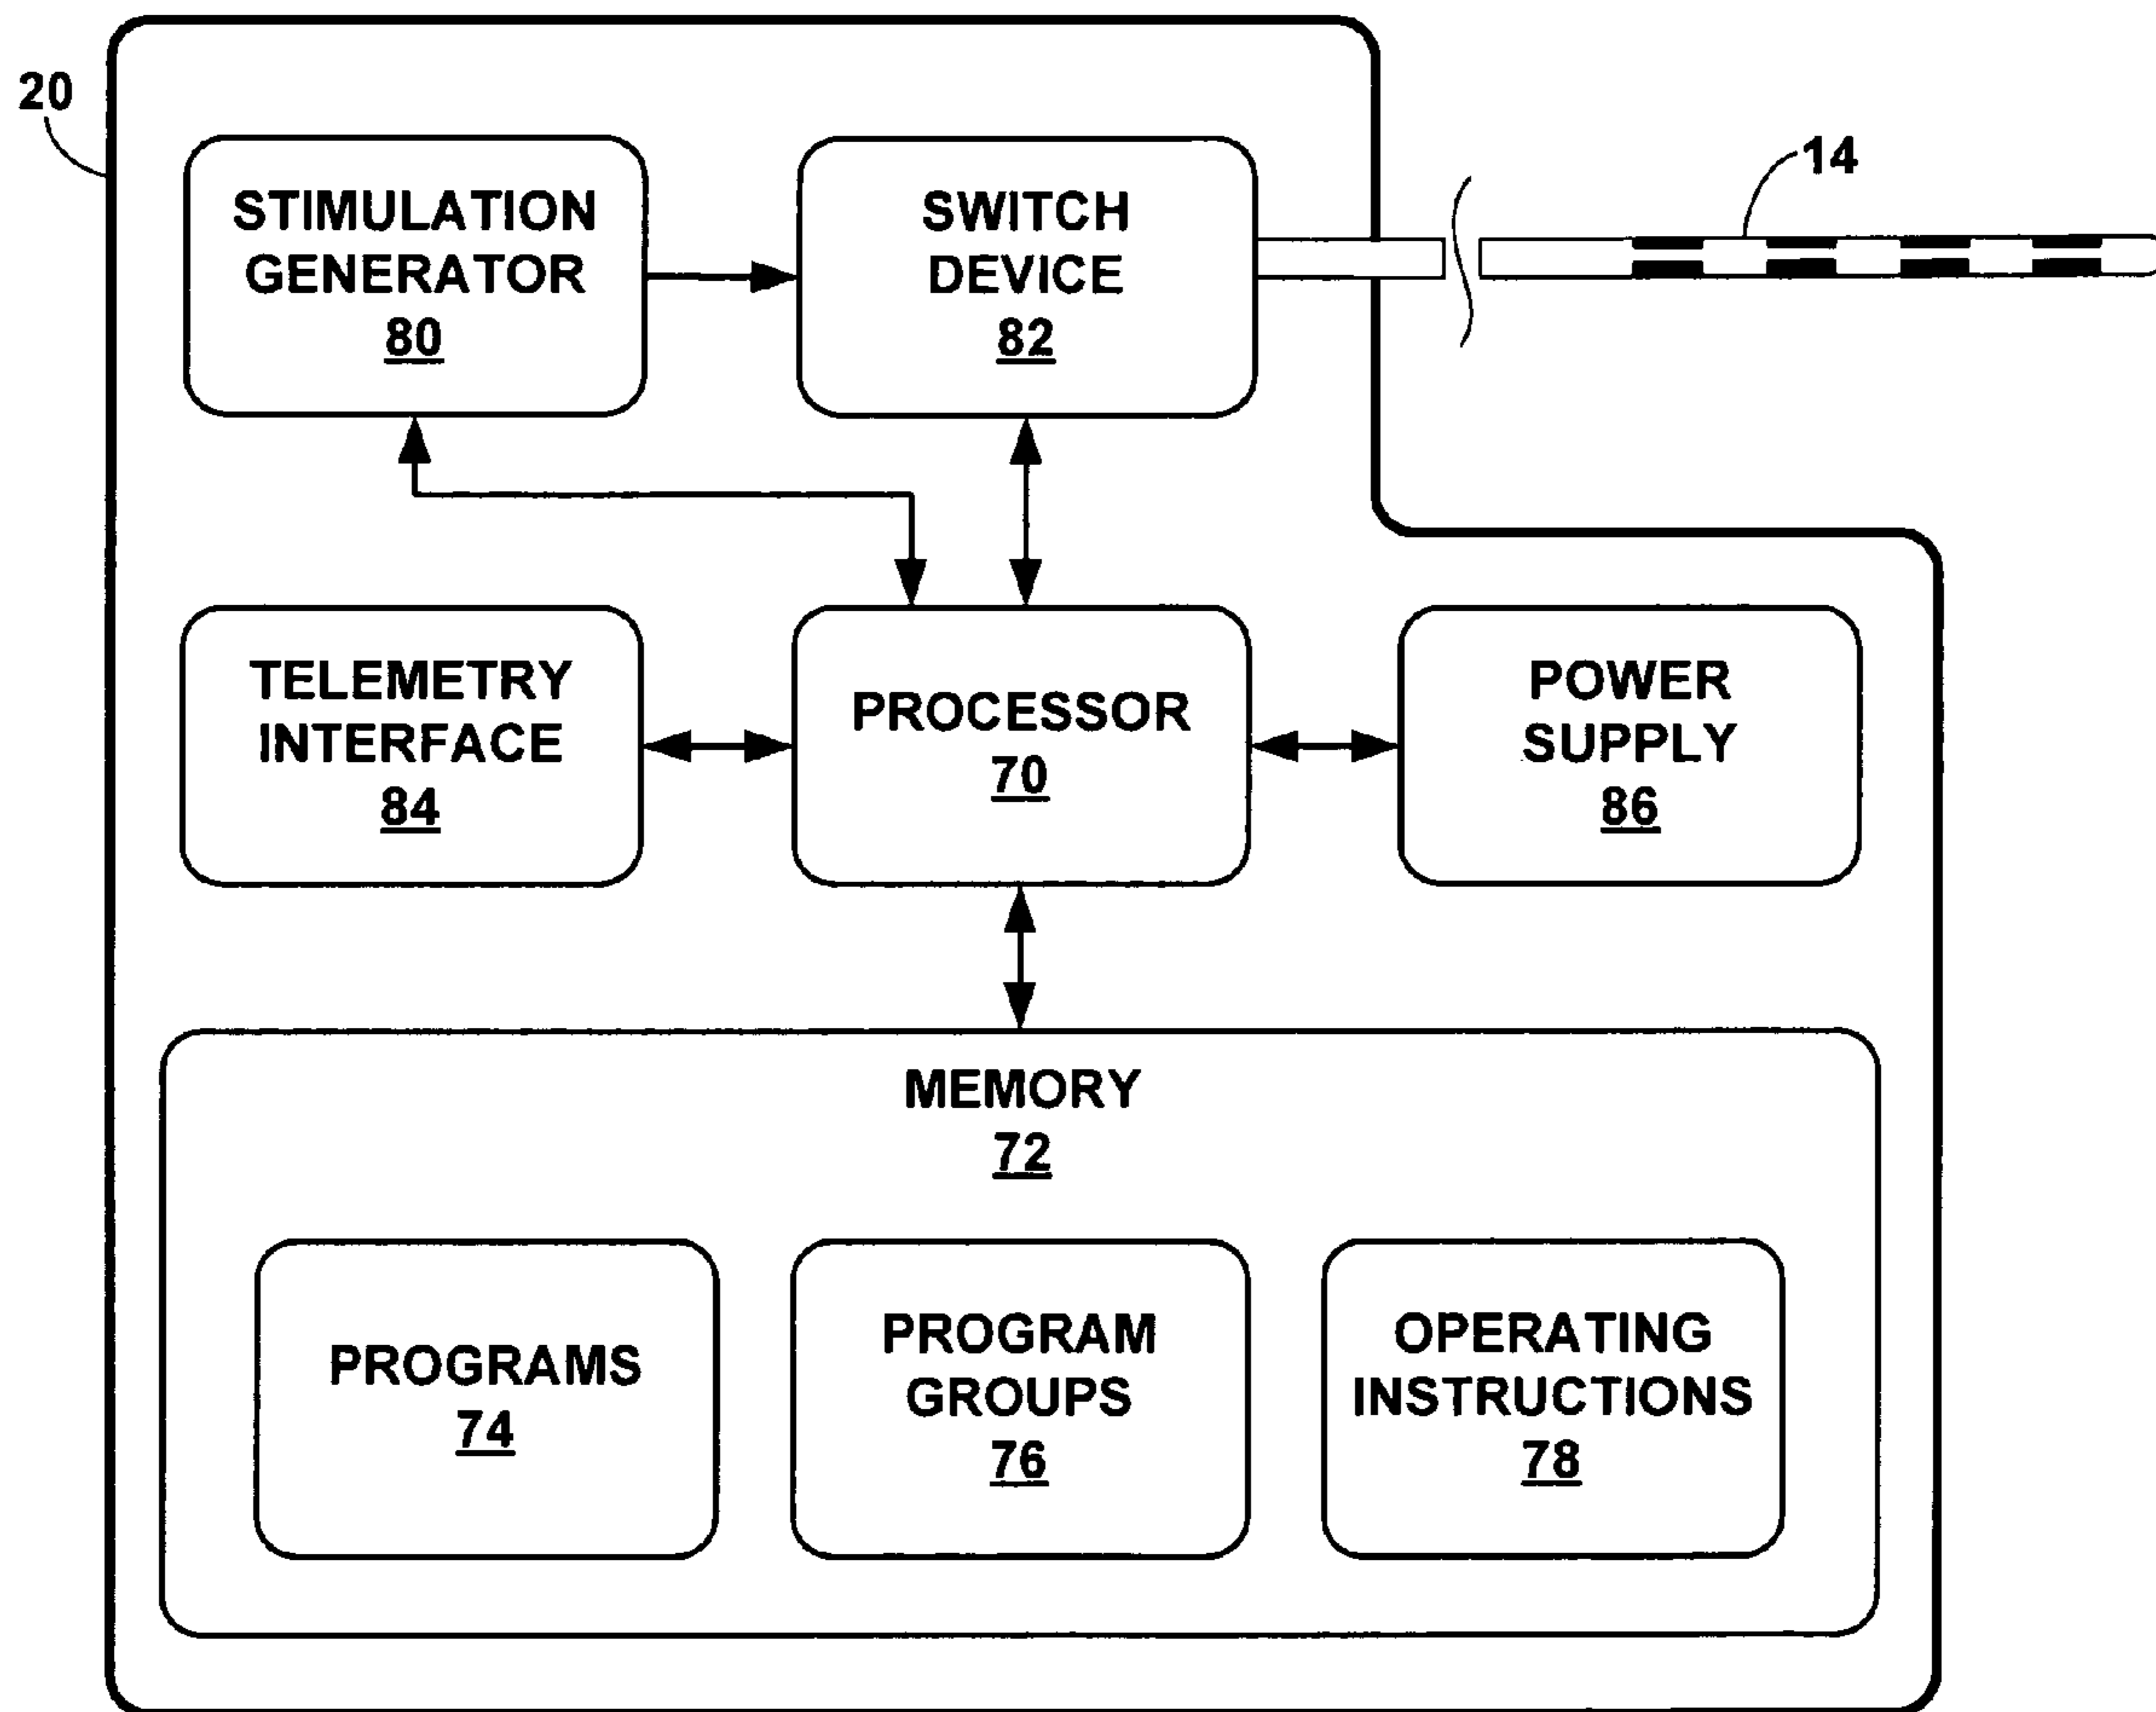 20
14
STIMULATION
GENERATOR
80
SWITCH
DEVICE
82
TELEMETRY
INTERFACE
84
PROCESSOR
70
POWER
SUPPLY
86
MEMORY
72
PROGRAMS
74
PROGRAM
GROUPS
76
OPERATING
INSTRUCTIONS
78